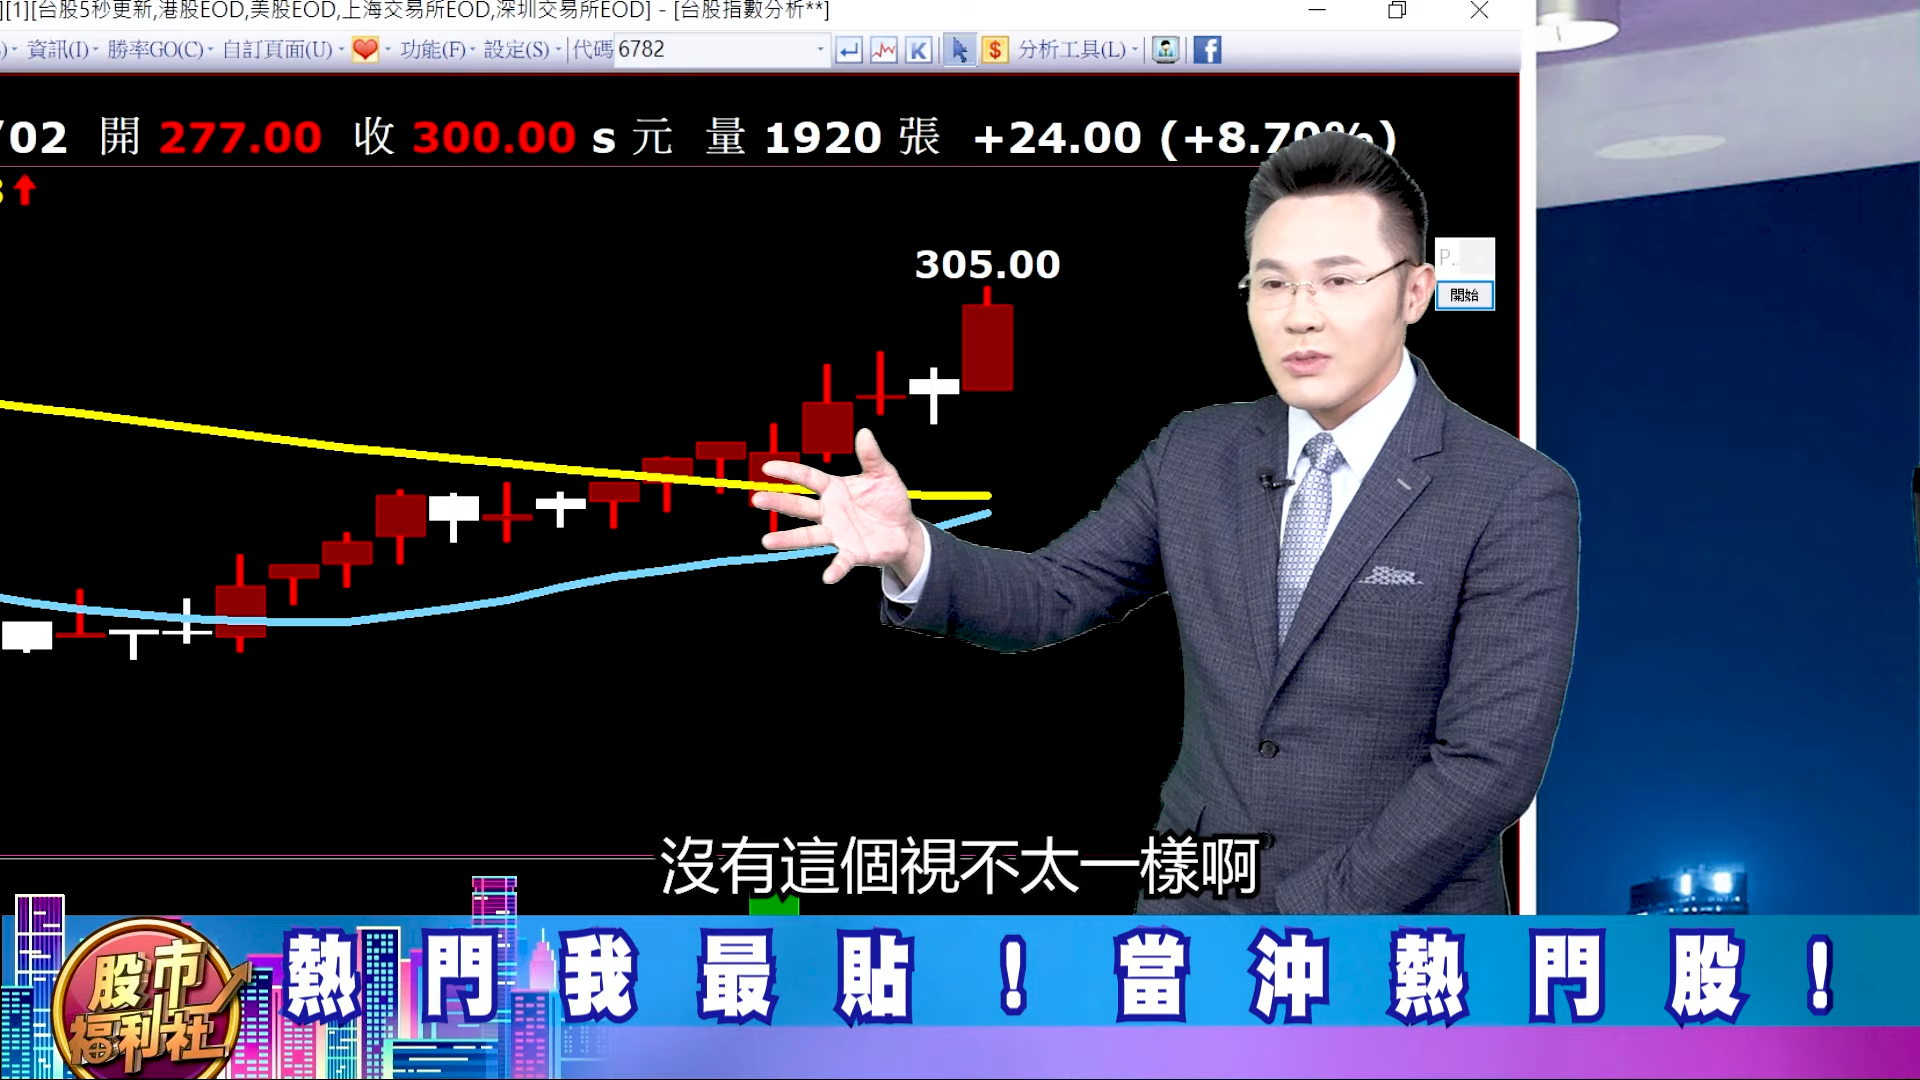 ][1][台股5秒更新,港股EOD,美股EOD,上海交易所EOD,深圳交易所EOD] - [台股指數分析**]
資訊(I) 勝率GO(C) 自訂頁面(U) 功能(F) 設定(S) 代碼 6782 K $ 分析工具(L) f
/02 開 277.00 收 300.00 s 元 量 1920 張 +24.00 (+8.70%)
305.00
P..
開始
沒有這個視不太一樣啊
股市
福利社
熱門我最貼！當沖熱門股！